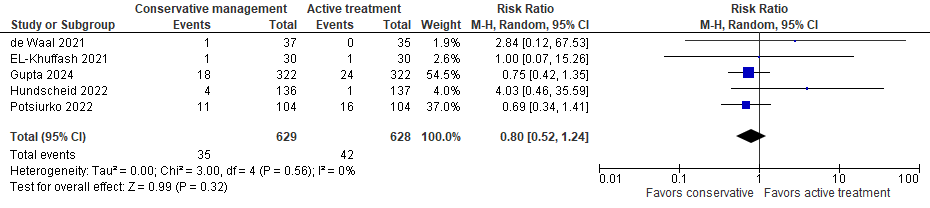 Conservative management Active treatment Risk Ratio Risk Ratio
Study or Subgroup Events Total Events Total Weight M-H, Random, 95% CI M-H, Random, 95% CI
de Waal 2021 1 37 0 35 1.9% 2.84 [0.12, 67.53]
EL-Khuffash 2021 1 30 1 30 2.6% 1.00 [0.07, 15.26]
Gupta 2024 18 322 24 322 54.5% 0.75 [0.42, 1.35]
Hundscheid 2022 4 136 1 137 4.0% 4.03 [0.46, 35.59]
Potsiurko 2022 11 104 16 104 37.0% 0.69 [0.34, 1.41]
Total (95% CI) 629 628 100.0% 0.80 [0.52, 1.24]
Total events 35 42
Heterogeneity: Tau² = 0.00; Chi² = 3.00, df = 4 (P = 0.56); I² = 0%
Test for overall effect: Z = 0.99 (P = 0.32)
0.01 0.1 1 10 100
Favors conservative Favors active treatment